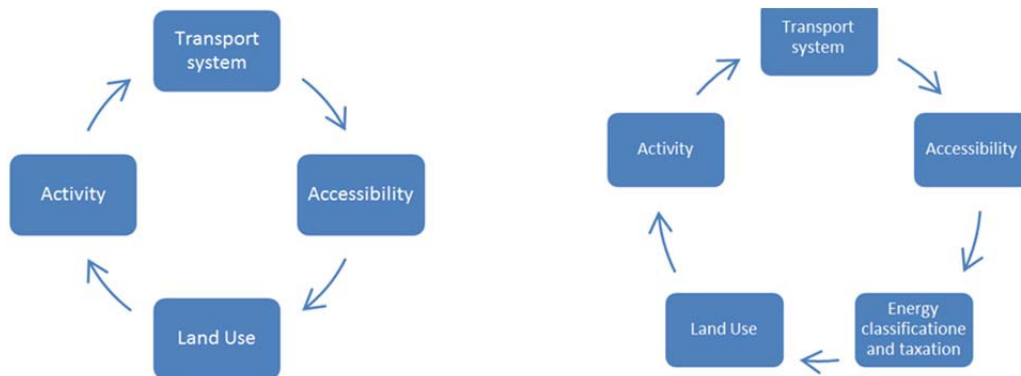 Transport
system
Activity
Accessibility
Land Use
Transport
system
Activity
Accessibility
Land Use
Energy
classificatione
and taxation